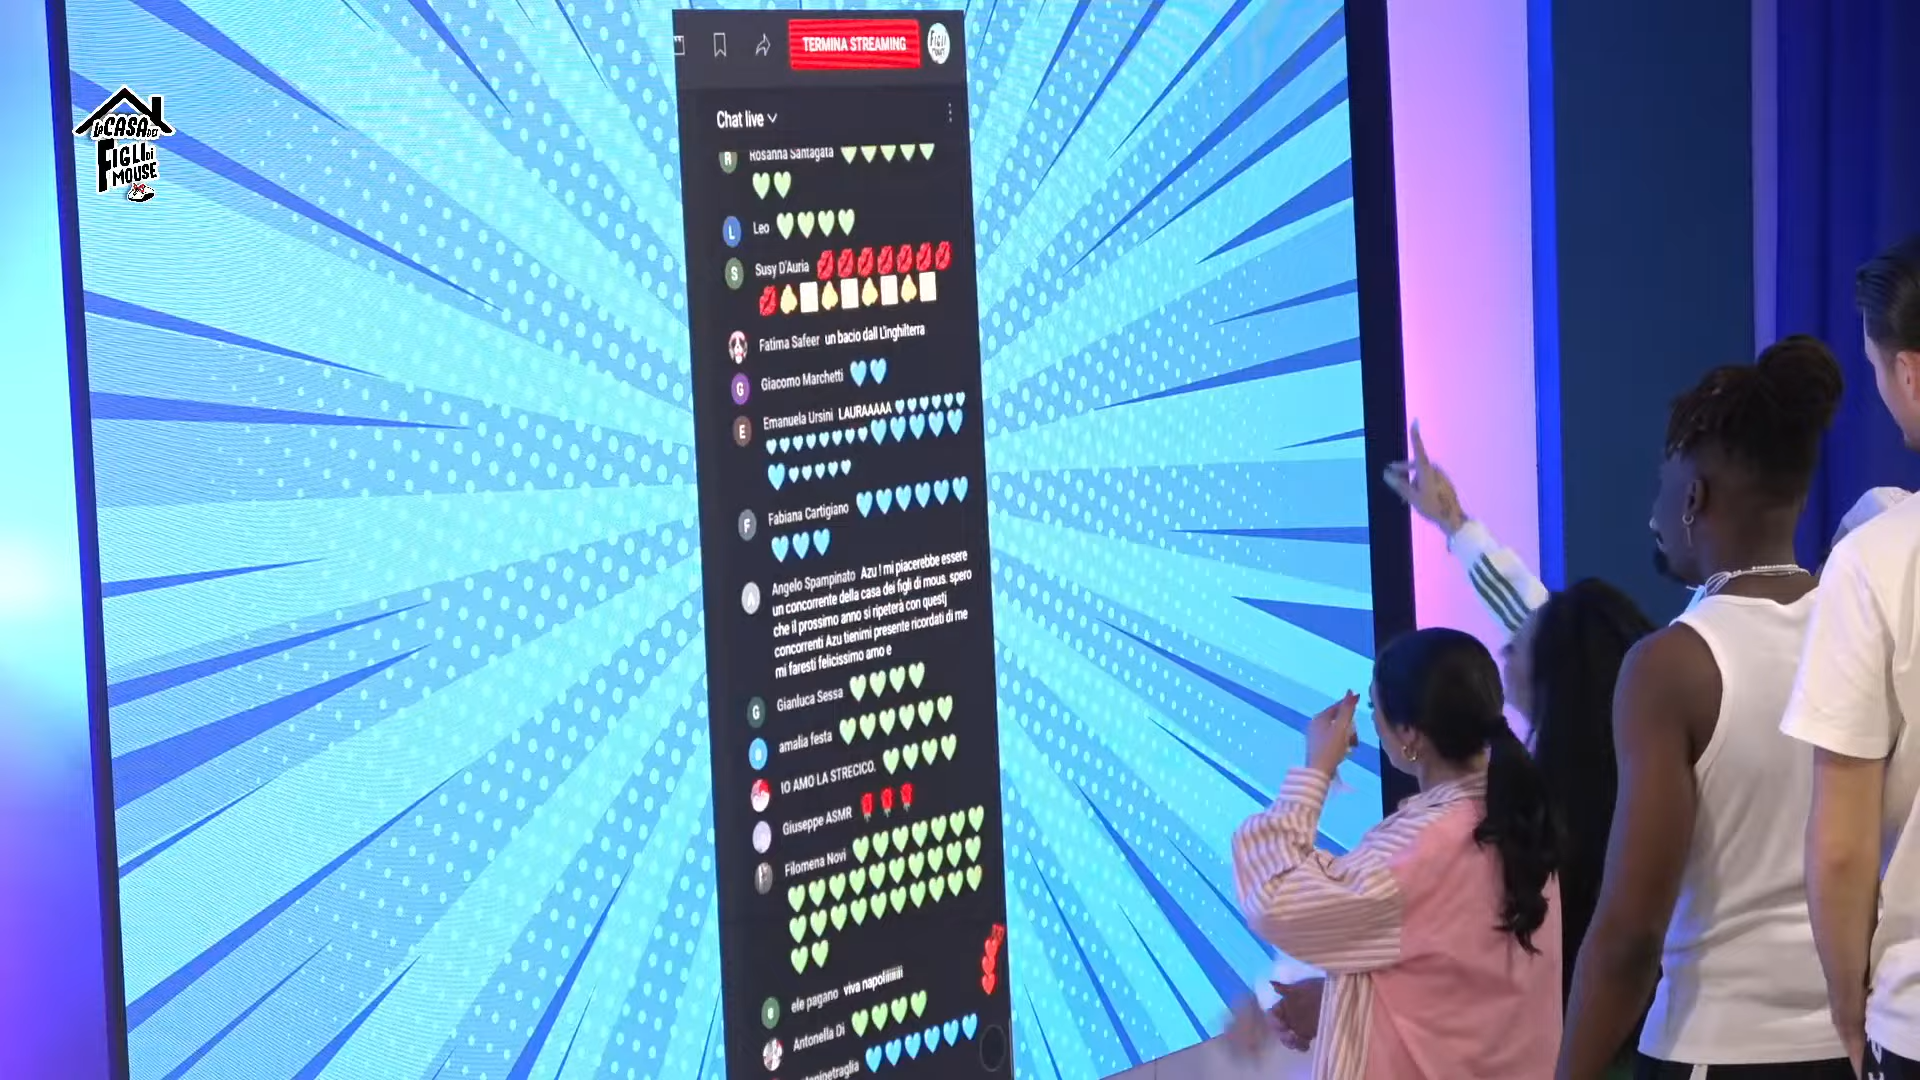 LA CASA DEI
FIGLI di
MOUSE
TERMINA STREAMING
FIGLI
MOUSE
Chat live
R Rosanna Santagata
L Leo
S Susy D'Auria
Fatima Safeer un bacio dall L'inghilterra
G Giacomo Marchetti
E Emanuela Ursini LAURAAAAA
F Fabiana Cartigiano
A Angelo Spampinato Azu ! mi piacerebbe essere
un concorrente della casa dei figli di mous. spero
che il prossimo anno si ripeterà con questj
concorrenti Azu tienimi presente ricordati di me
mi faresti felicissimo amo e
G Gianluca Sessa
a amalia festa
IO AMO LA STRECICO.
Giuseppe ASMR
Filomena Novi
e ele pagano viva napoliiiiiii
Antonella Di